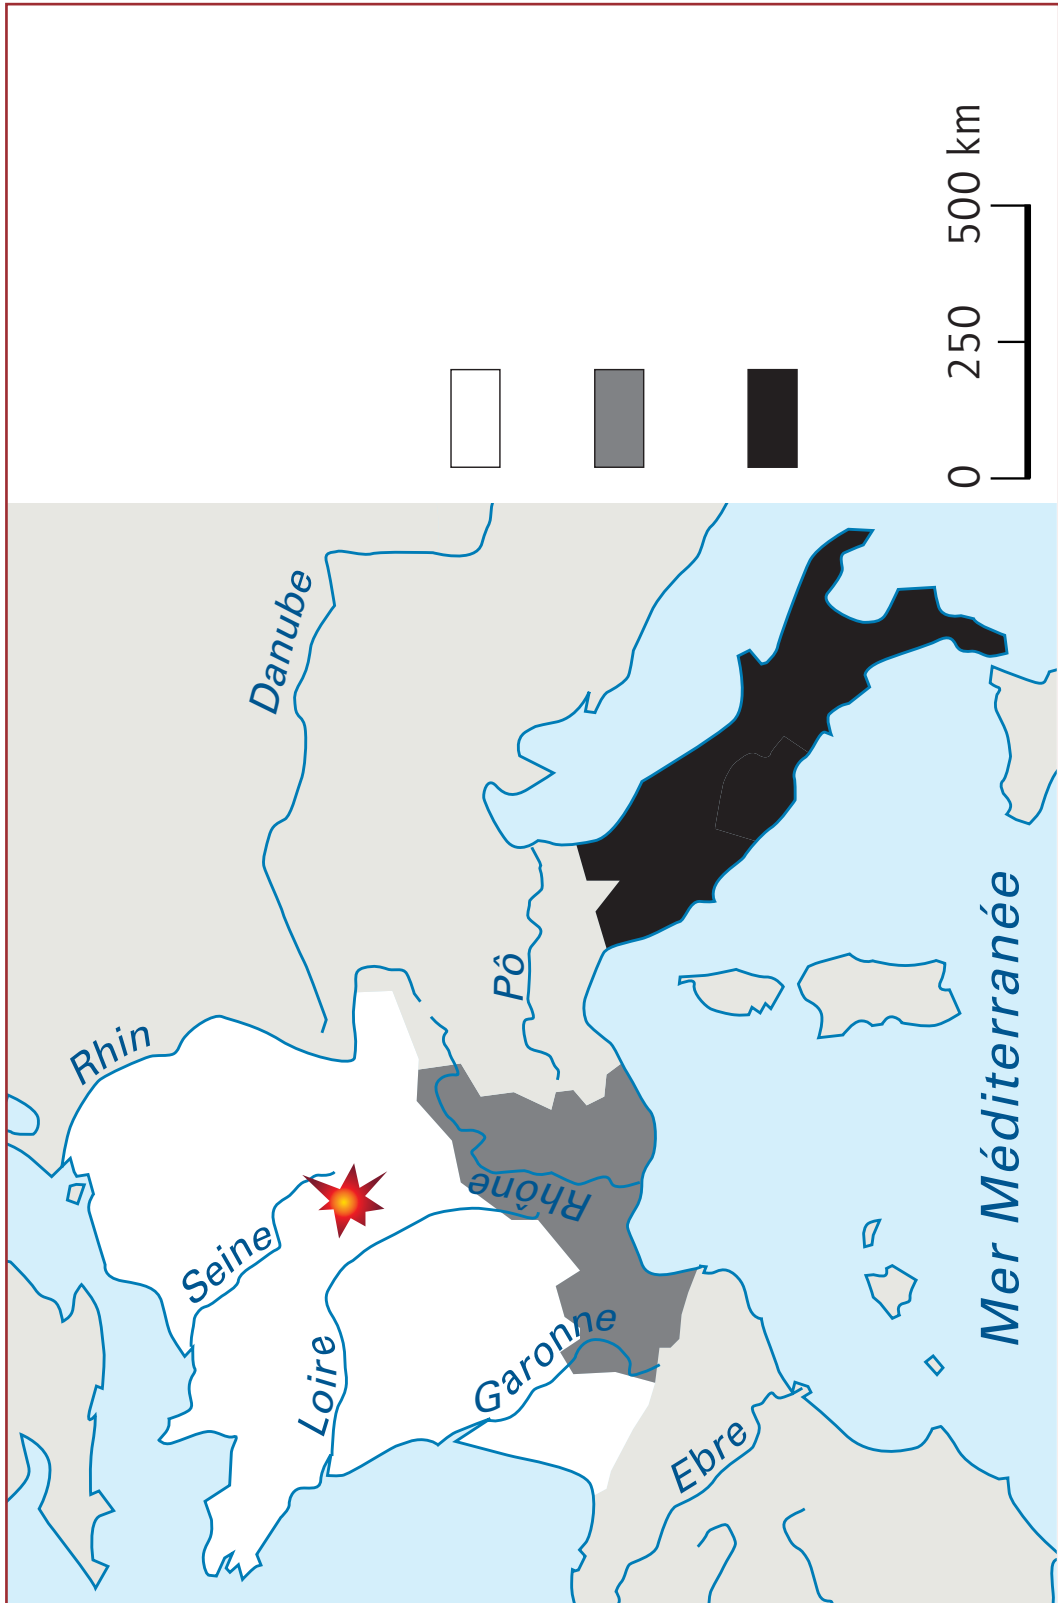 Rhin
Danube
Seine
Loire
Rhône
Pô
Garonne
Ebre
Mer Méditerranée
0 250 500 km